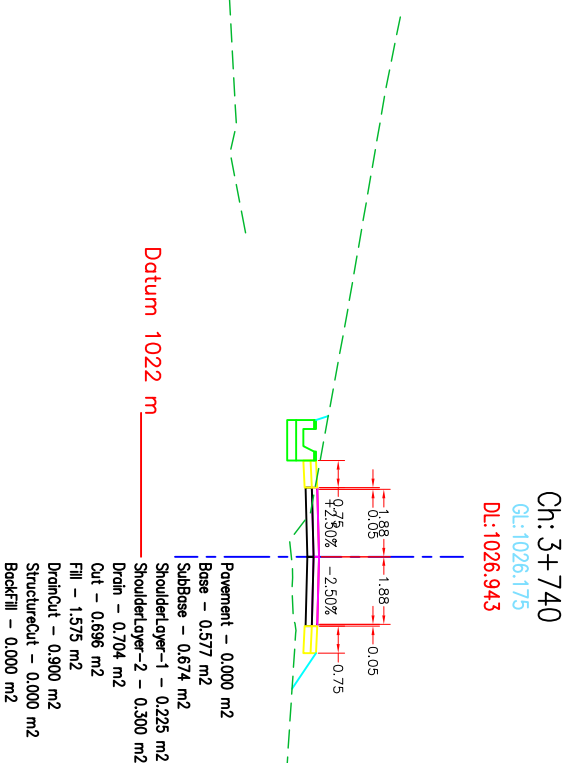 Ch: 3+740
GL:1026.175
DL:1026.943
1.88
1.88
0.05
0.05
0.75
0.75
+2.50%
-2.50%
Datum 1022 m
Pavement - 0.000 m2
Base - 0.577 m2
SubBase - 0.674 m2
ShoulderLayer-1 - 0.225 m2
ShoulderLayer-2 - 0.300 m2
Drain - 0.704 m2
Cut - 0.696 m2
Fill - 1.575 m2
DrainCut - 0.900 m2
StructureCut - 0.000 m2
BackFill - 0.000 m2